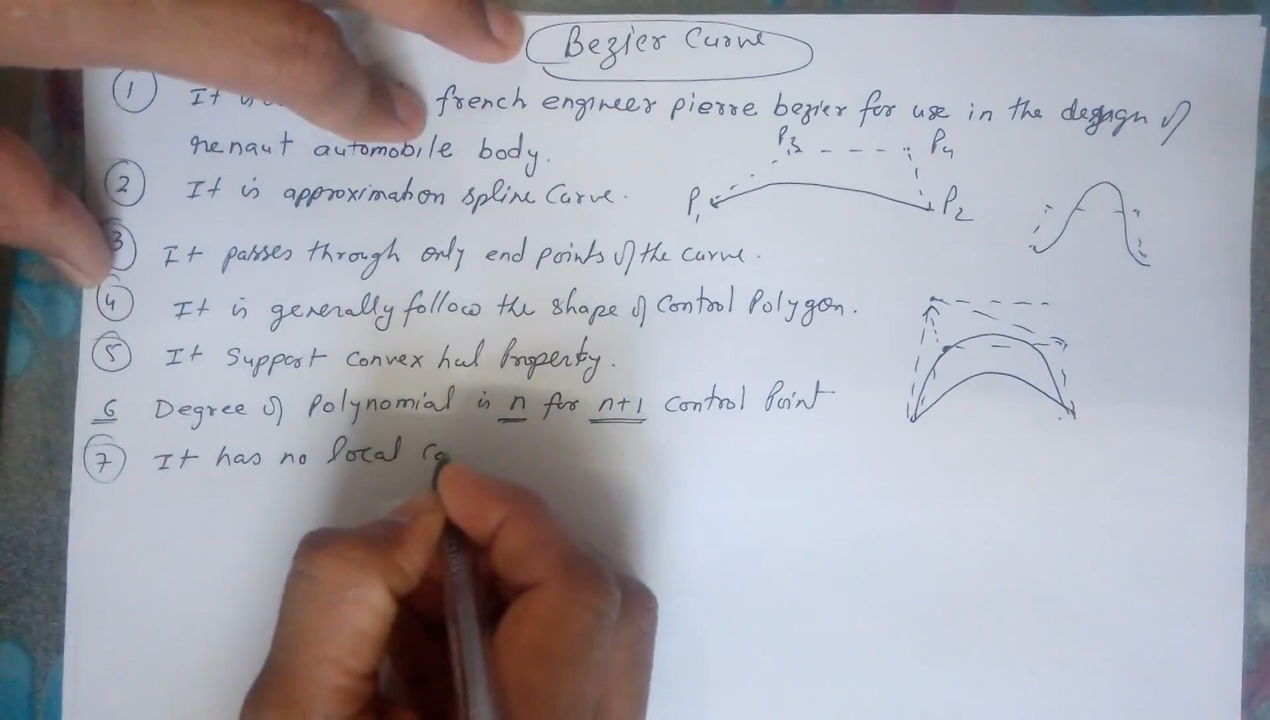 Bezier Curve
① It french engineer pierre bezier for use in the design of
renaut automobile body.
P3 P4
② It is approximation spline Curve. P1 P2
③ It passes through only end points of the curve.
④ It is generally follow the shape of Control Polygon.
⑤ It Support Convex hul Property.
6 Degree of Polynomial is n for n+1 Control Point
⑦ It has no local Co